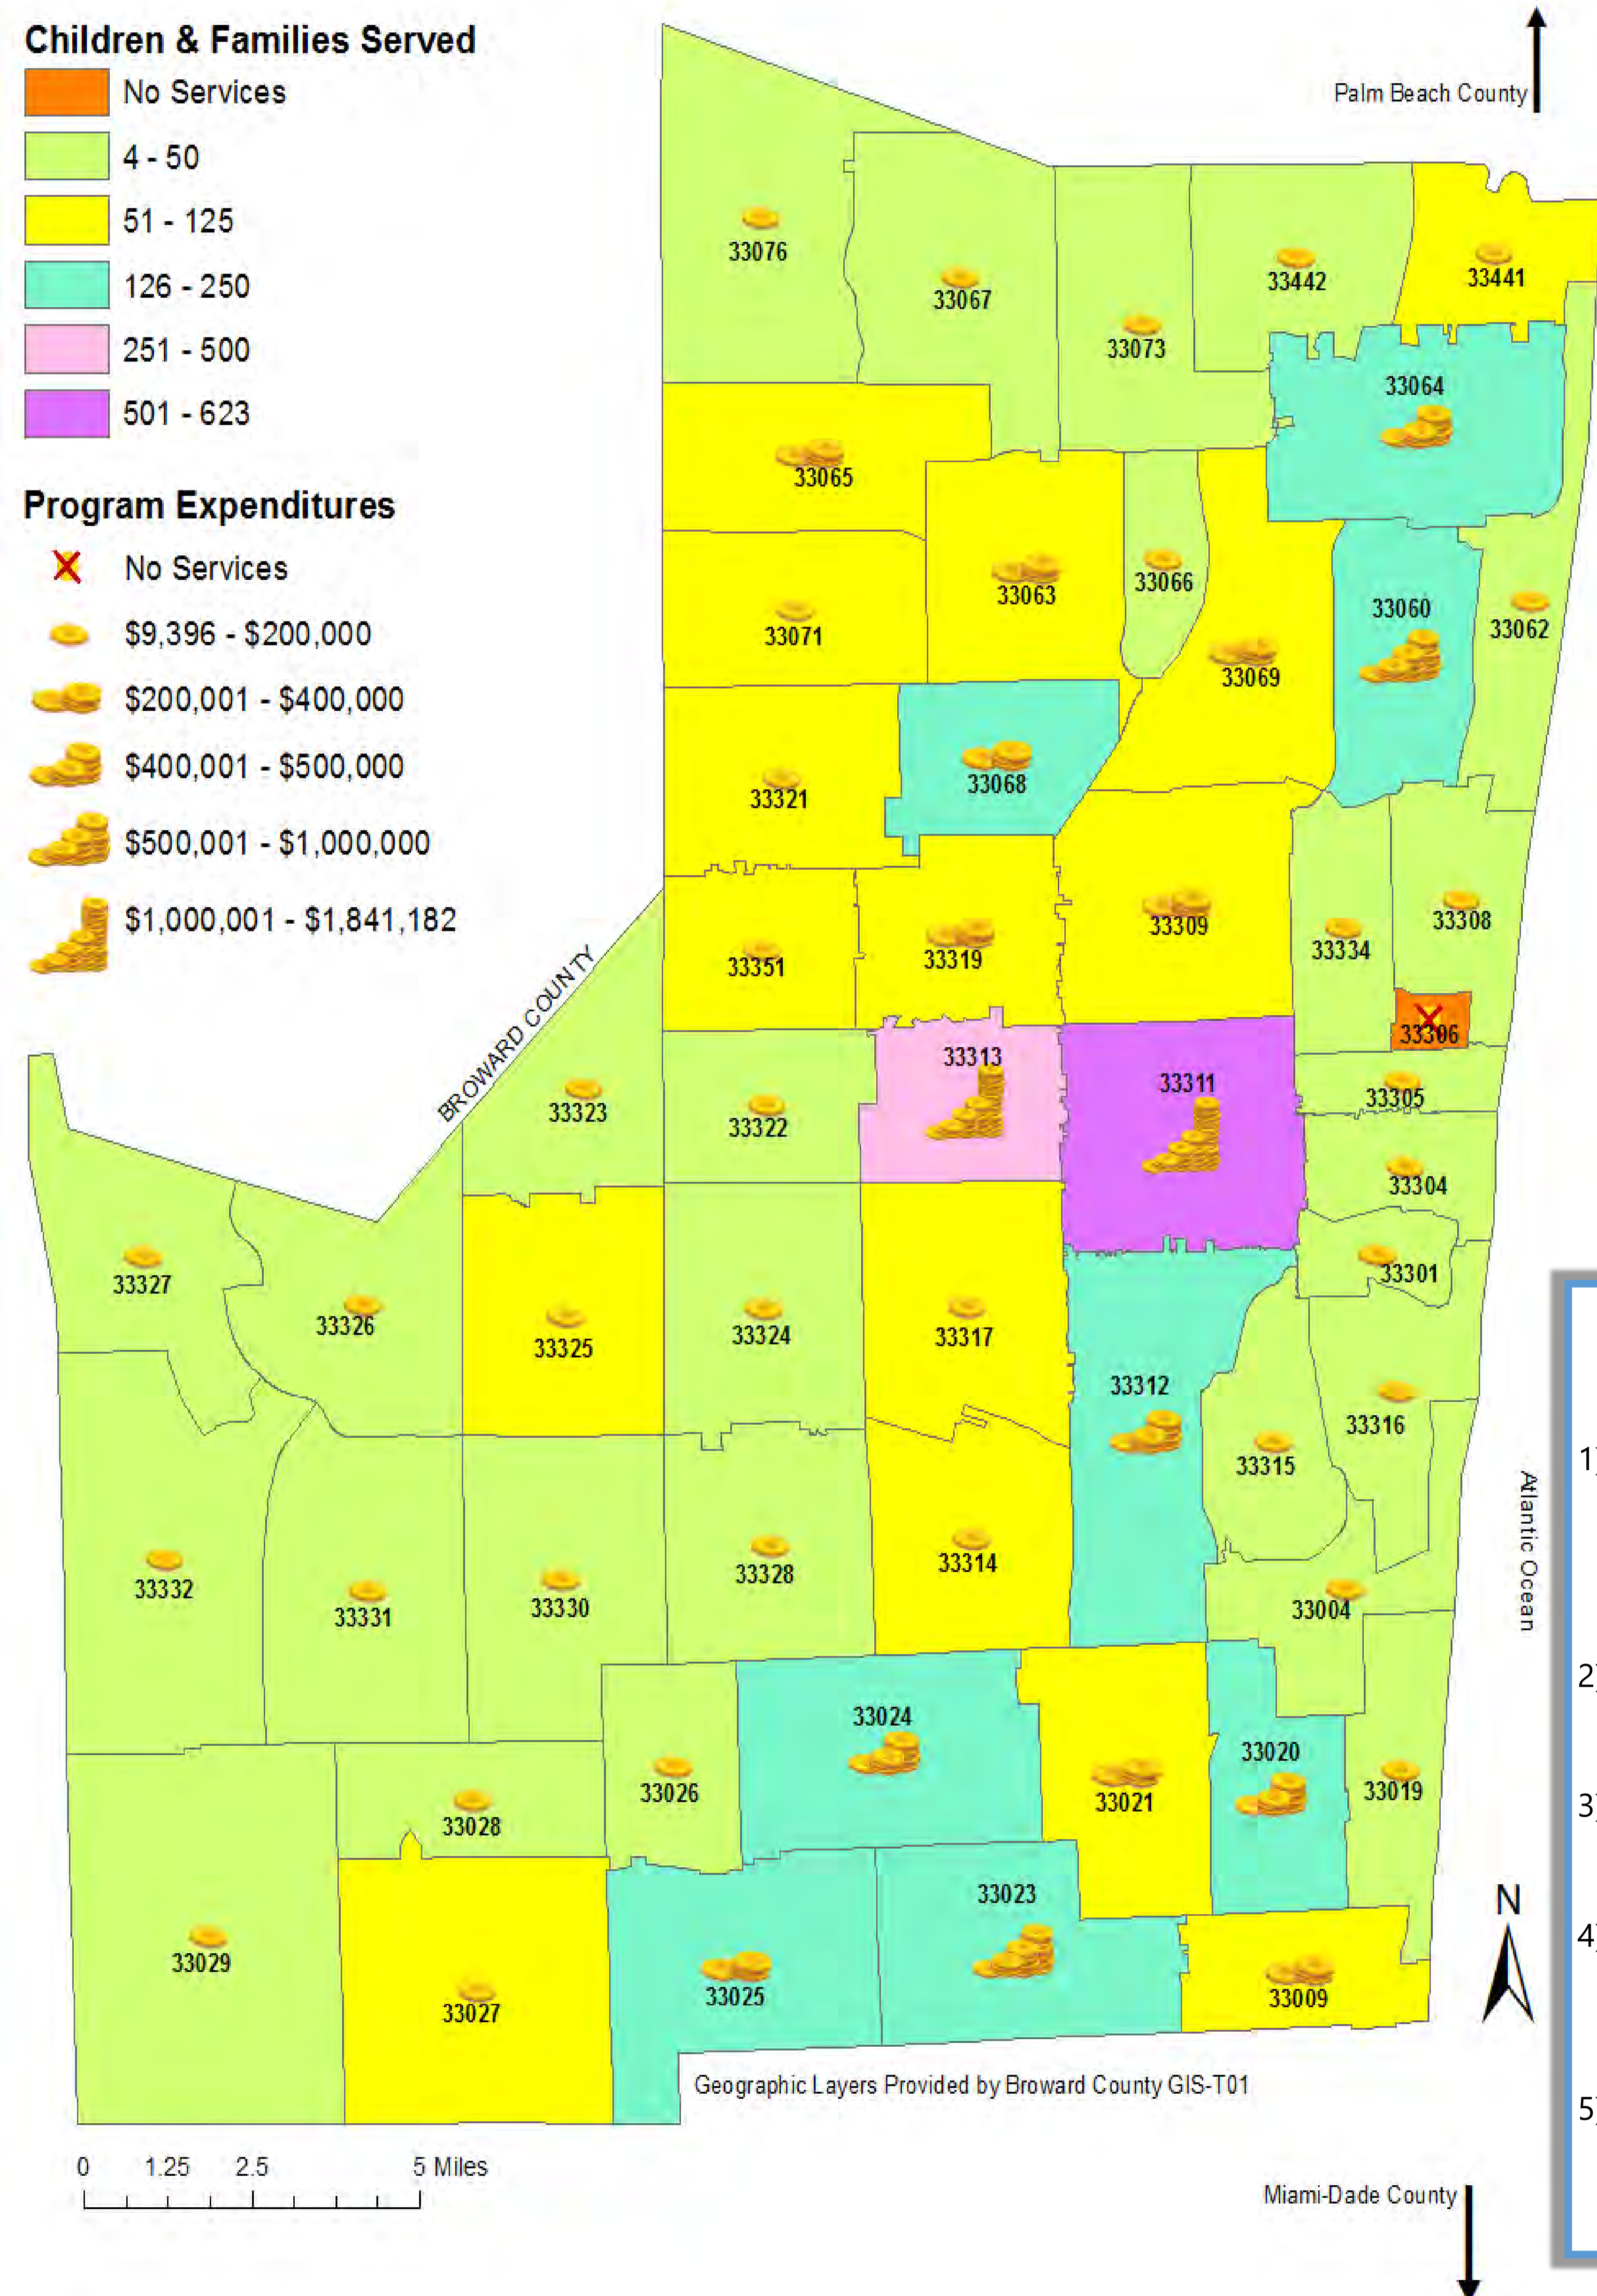 Children & Families Served
No Services
4 - 50
51 - 125
126 - 250
251 - 500
501 - 623
Program Expenditures
No Services
$9,396 - $200,000
$200,001 - $400,000
$400,001 - $500,000
$500,001 - $1,000,000
$1,000,001 - $1,841,182
Palm Beach County
33076
33067
33073
33442
33441
33064
33065
33063
33066
33071
33069
33060
33062
33321
33068
33351
33319
33309
33334
33308
33306
BROWARD COUNTY
33323
33322
33313
33311
33305
33304
33301
33327
33326
33325
33324
33317
33312
33316
33315
Atlantic Ocean
33332
33331
33330
33328
33314
33004
33026
33024
33021
33020
33019
33028
33029
33027
33025
33023
33009
N
Geographic Layers Provided by Broward County GIS-T01
0 1.25 2.5 5 Miles
Miami-Dade County
1)
2)
3)
4)
5)